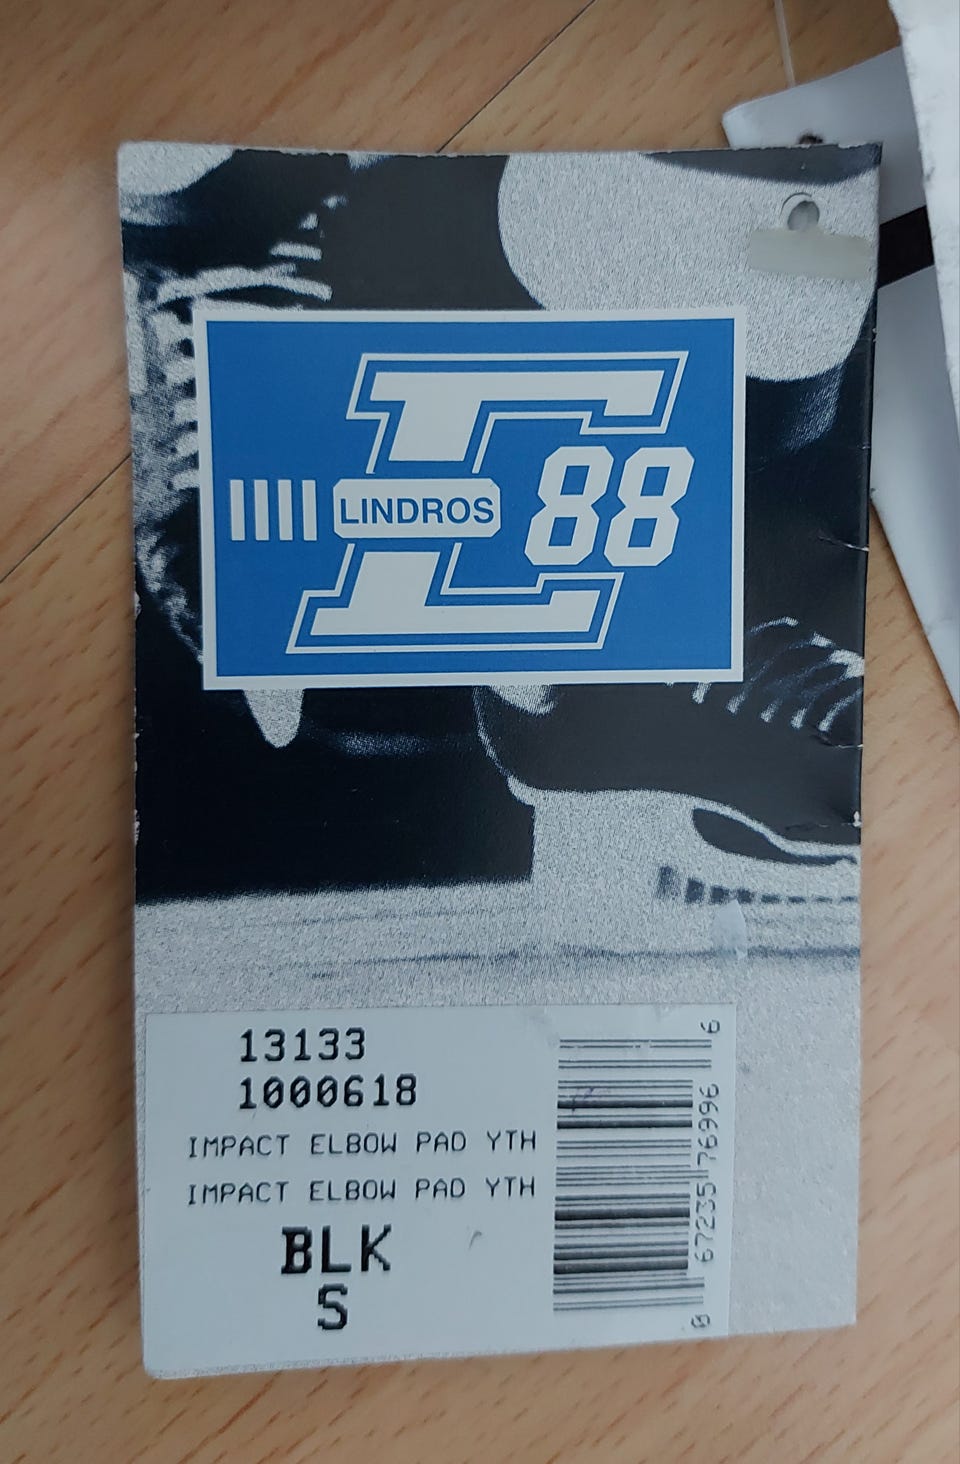 E
LINDROS
88
13133
1000618
IMPACT ELBOW PAD YTH
IMPACT ELBOW PAD YTH
BLK
S
0 67235 76996 6